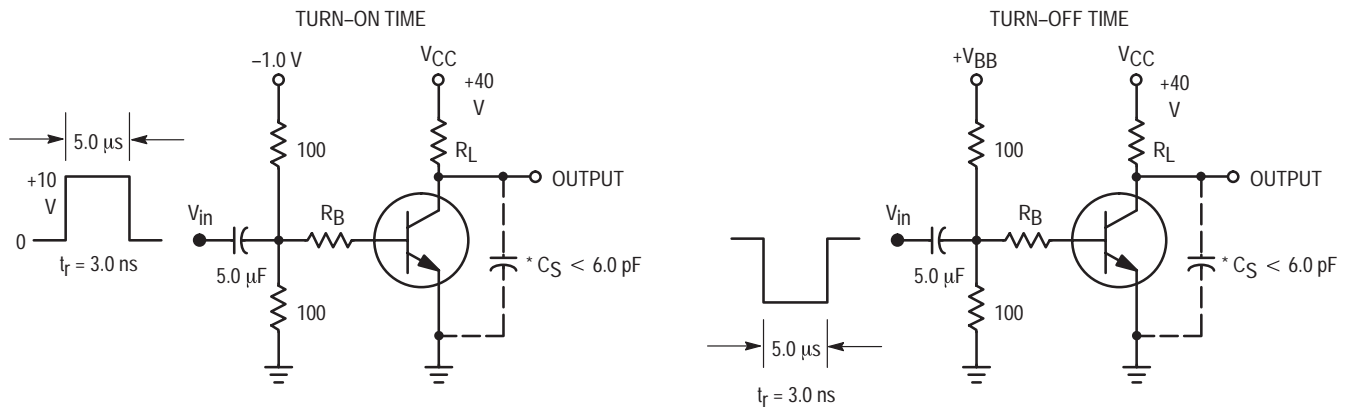 TURN–ON TIME
–1.0 V
VCC
+40
V
5.0 µs
100
RL
OUTPUT
+10
V
Vin
RB
0
* CS < 6.0 pF
tr = 3.0 ns
5.0 µF
100
TURN–OFF TIME
+VBB
VCC
+40
V
100
RL
OUTPUT
Vin
RB
* CS < 6.0 pF
5.0 µF
100
5.0 µs
tr = 3.0 ns